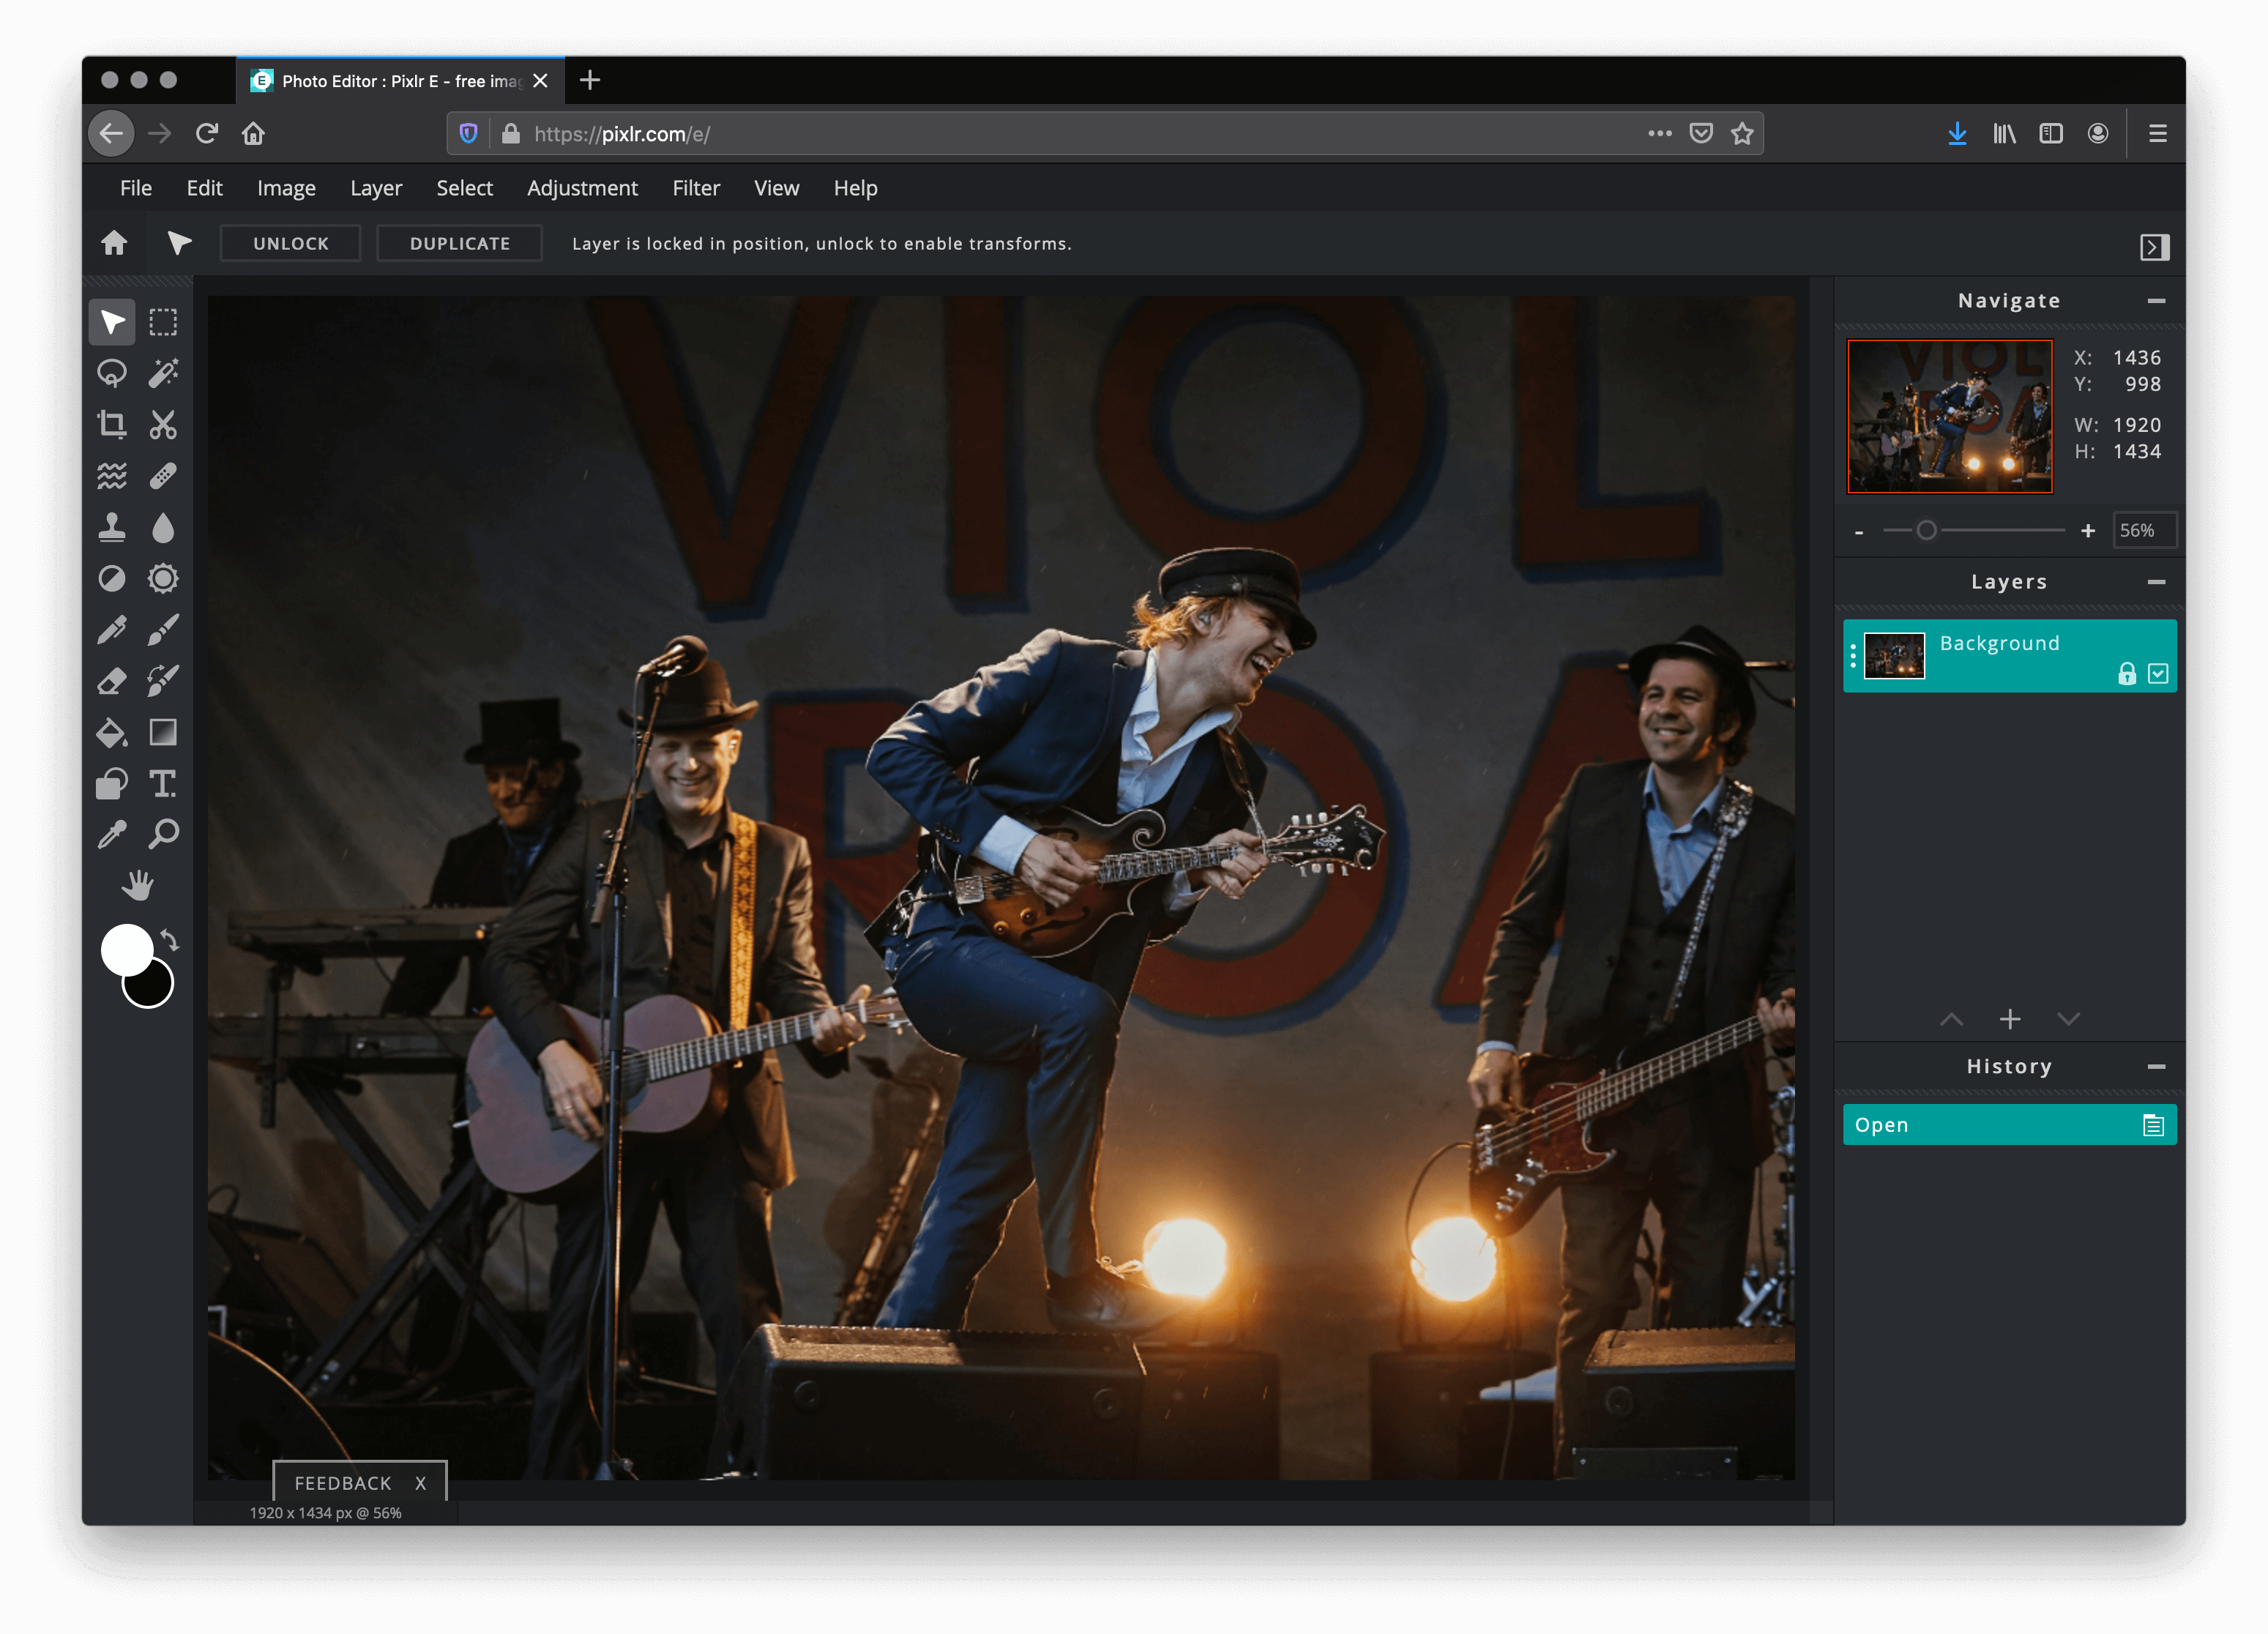 Photo Editor : Pixlr E - free imag
https://pixlr.com/e/
File Edit Image Layer Select Adjustment Filter View Help
UNLOCK DUPLICATE Layer is locked in position, unlock to enable transforms.
Navigate
X: 1436
Y: 998
W: 1920
H: 1434
- + 56%
Layers
Background
History
Open
VIOL
ROA
FEEDBACK X
1920 x 1434 px @ 56%